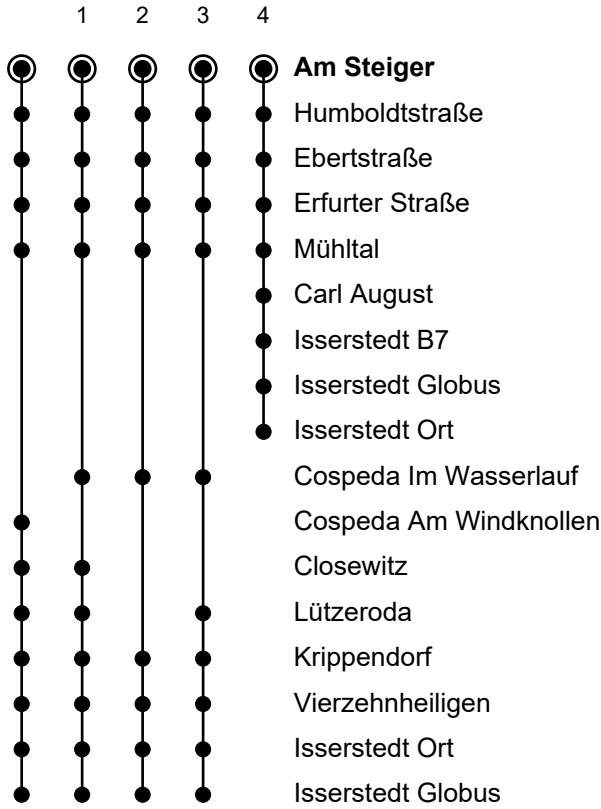 1 2 3 4
Am Steiger
Humboldtstraße
Ebertstraße
Erfurter Straße
Mühltal
Carl August
Isserstedt B7
Isserstedt Globus
Isserstedt Ort
Cospeda Im Wasserlauf
Cospeda Am Windknollen
Closewitz
Lützeroda
Krippendorf
Vierzehnheiligen
Isserstedt Ort
Isserstedt Globus